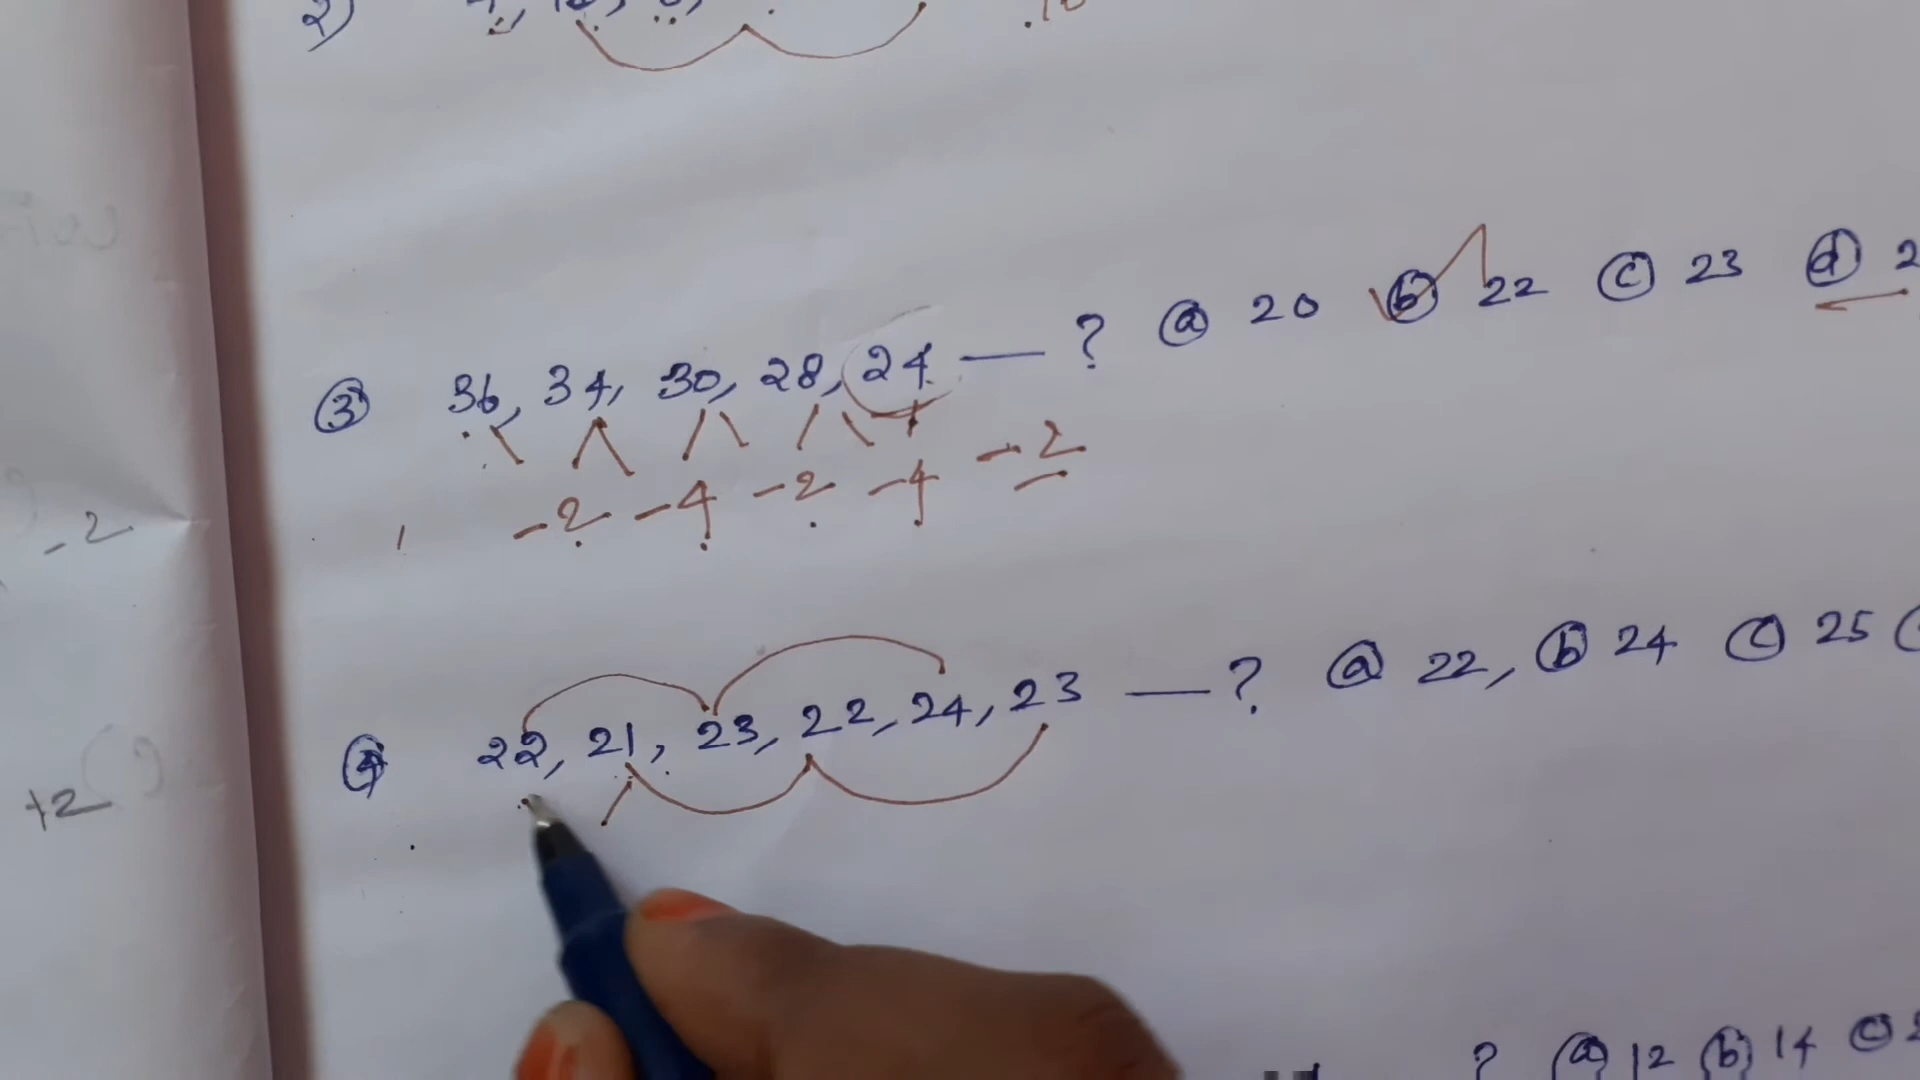 2)
③ 36, 34, 30, 28, 24 — ? ⓐ 20 ⓑ 22 ⓒ 23 ⓓ 2
-2 -4 -2 -4 -2
-2
④ 22, 21, 23, 22, 24, 23 — ? ⓐ 22, ⓑ 24 ⓒ 25
+2
? ⓐ 12 ⓑ 14 ⓒ